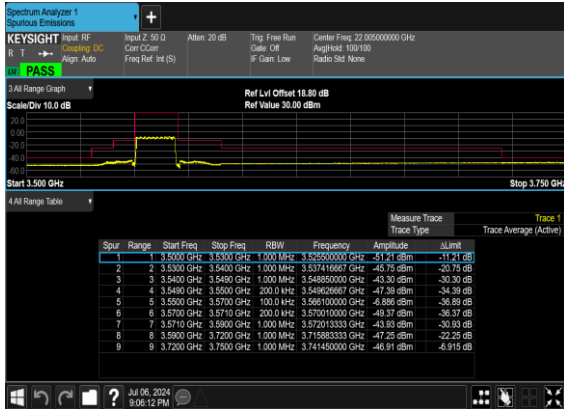 Spectrum Analyzer 1
Spurious Emissions
+
KEYSIGHT Input: RF Input Z: 50 Ω Atten: 20 dB Trig: Free Run Center Freq: 22.005000000 GHz
R T Coupling: DC Corr CCorr Gate: Off Avg|Hold: 100/100
Align: Auto Freq Ref: Int (S) IF Gain: Low Radio Std: None
LM PASS
3 All Range Graph
Ref Lvl Offset 18.80 dB
Scale/Div 10.0 dB Ref Value 30.00 dBm
20.0
0.00
-20.0
-40.0
-60.0
Start 3.500 GHz Stop 3.750 GHz
4 All Range Table
Measure Trace Trace 1
Trace Type Trace Average (Active)
Spur Range Start Freq Stop Freq RBW Frequency Amplitude ΔLimit
1 1 3.5000 GHz 3.5300 GHz 1.000 MHz 3.525500000 GHz -51.21 dBm -11.21 dB
2 2 3.5300 GHz 3.5400 GHz 1.000 MHz 3.537416667 GHz -45.75 dBm -20.75 dB
3 3 3.5400 GHz 3.5490 GHz 1.000 MHz 3.548850000 GHz -43.30 dBm -30.30 dB
4 4 3.5490 GHz 3.5500 GHz 200.0 kHz 3.549626667 GHz -47.39 dBm -34.39 dB
5 5 3.5500 GHz 3.5700 GHz 100.0 kHz 3.566100000 GHz -6.886 dBm -36.89 dB
6 6 3.5700 GHz 3.5710 GHz 200.0 kHz 3.570010000 GHz -49.37 dBm -36.37 dB
7 7 3.5710 GHz 3.5900 GHz 1.000 MHz 3.572013333 GHz -43.93 dBm -30.93 dB
8 8 3.5900 GHz 3.7200 GHz 1.000 MHz 3.715883333 GHz -47.25 dBm -22.25 dB
9 9 3.7200 GHz 3.7500 GHz 1.000 MHz 3.741450000 GHz -46.91 dBm -6.915 dB
? Jul 06, 2024
9:06:12 PM